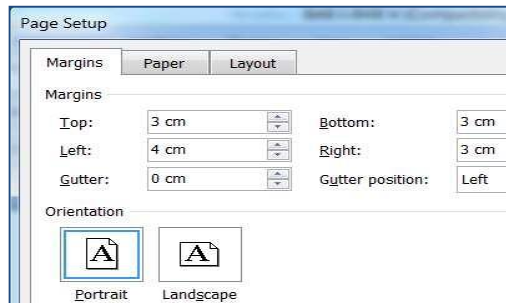 Page Setup
Margins Paper Layout
Margins
Top: 3 cm Bottom: 3 cm
Left: 4 cm Right: 3 cm
Gutter: 0 cm Gutter position: Left
Orientation
A A
Portrait Landscape